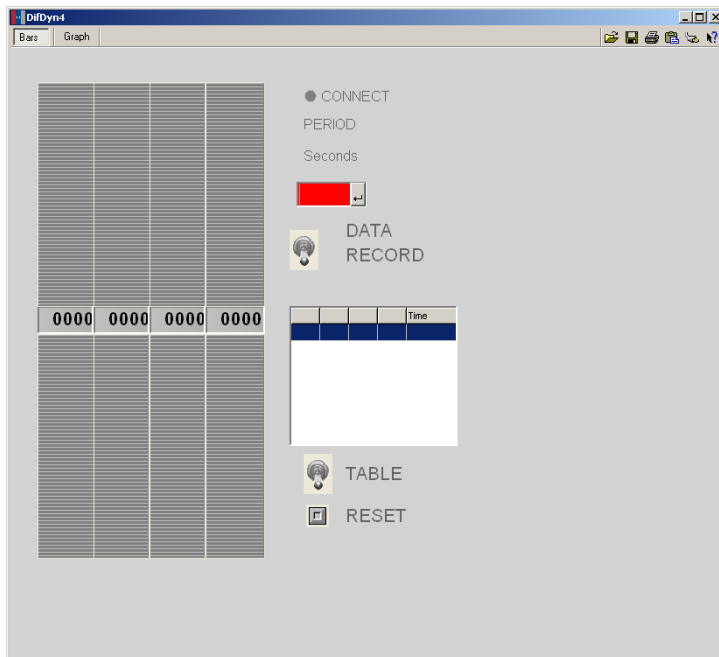 DifDyn4
Bars Graph
CONNECT
PERIOD
Seconds
DATA
RECORD
0000 0000 0000 0000
Time
TABLE
RESET